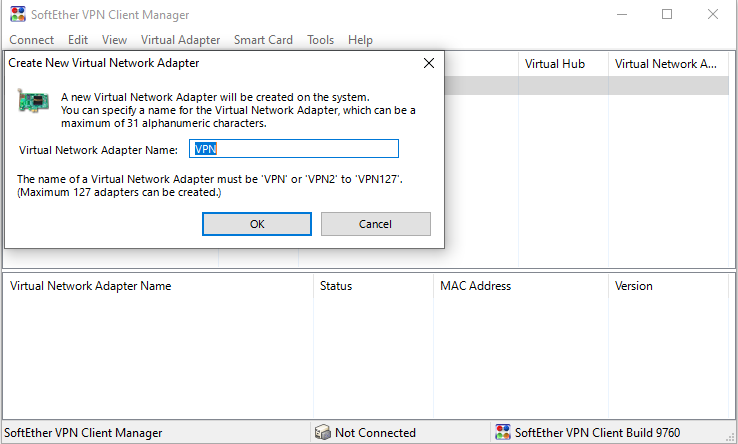 SoftEther VPN Client Manager
Connect Edit View Virtual Adapter Smart Card Tools Help
Create New Virtual Network Adapter
Virtual Hub Virtual Network A...
A new Virtual Network Adapter will be created on the system.
You can specify a name for the Virtual Network Adapter, which can be a
maximum of 31 alphanumeric characters.
Virtual Network Adapter Name: VPN
The name of a Virtual Network Adapter must be 'VPN' or 'VPN2' to 'VPN127'.
(Maximum 127 adapters can be created.)
OK Cancel
Virtual Network Adapter Name Status MAC Address Version
SoftEther VPN Client Manager Not Connected SoftEther VPN Client Build 9760